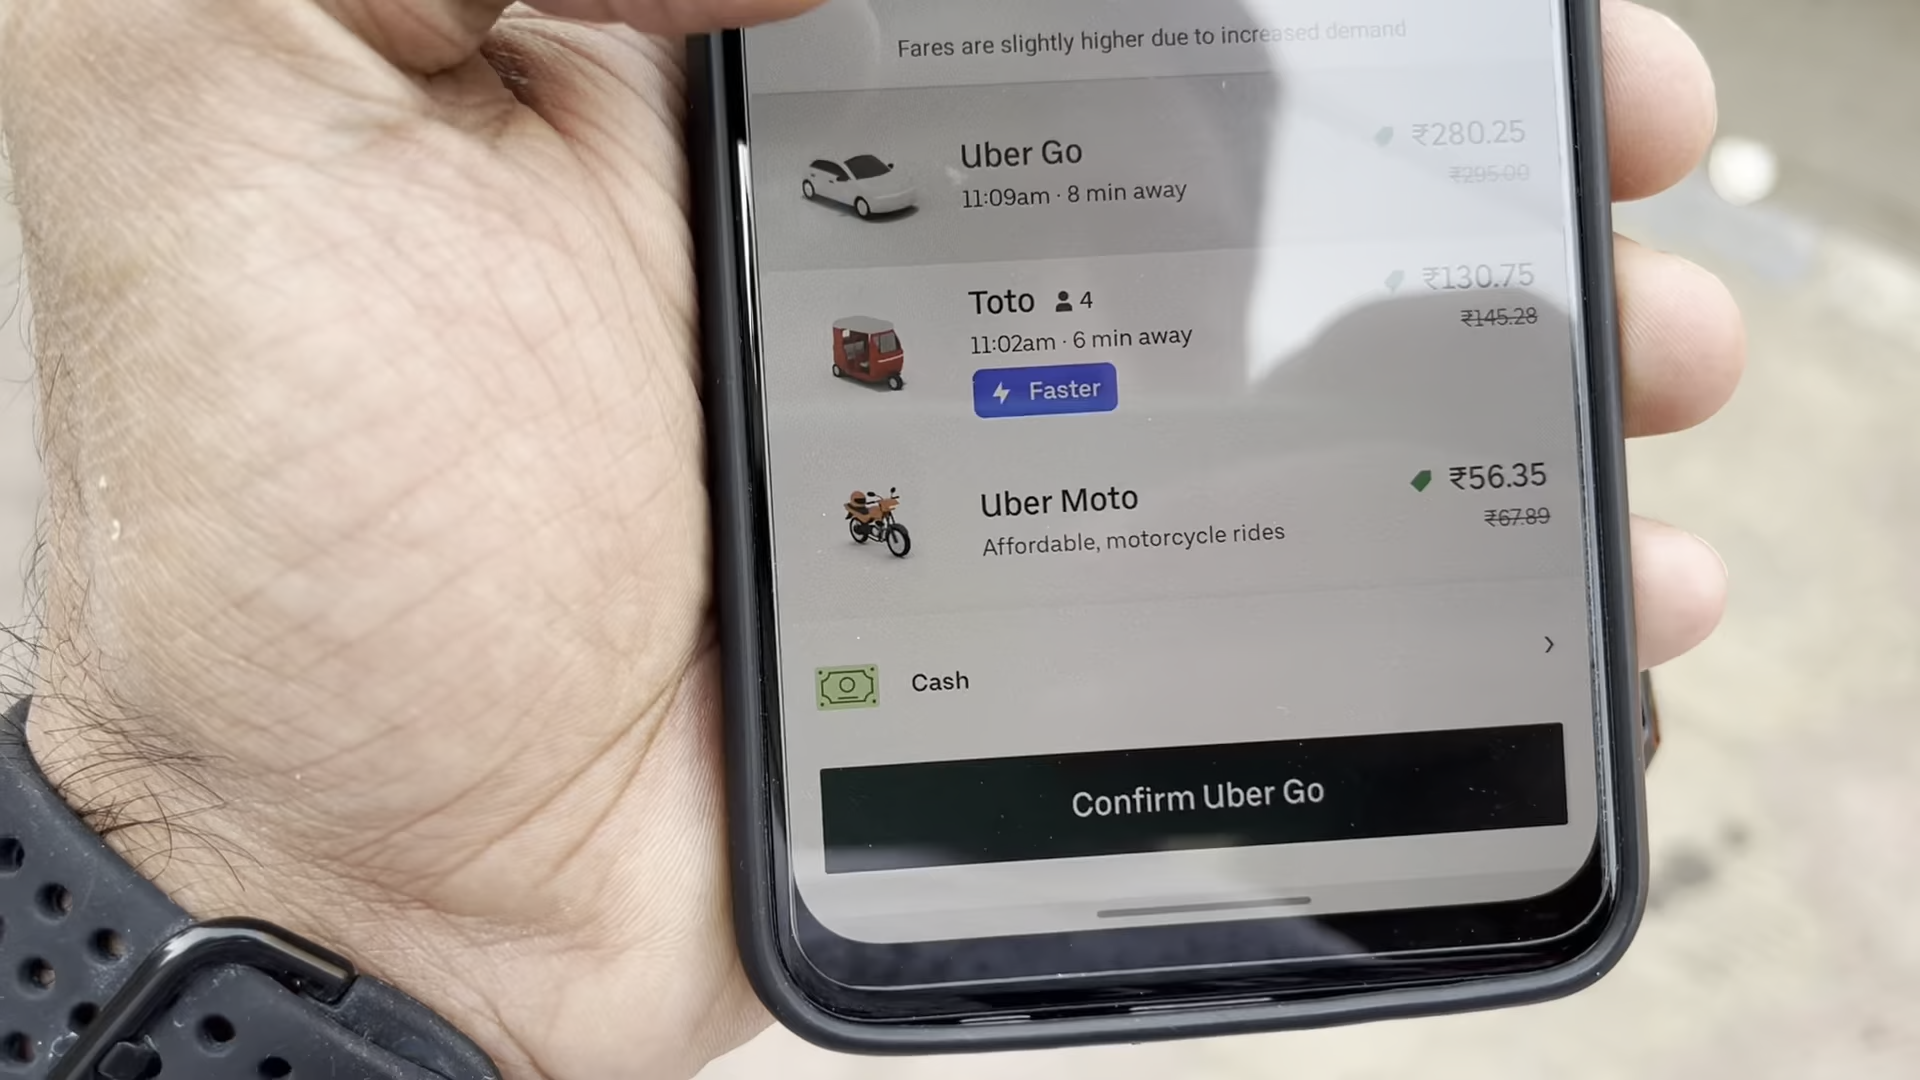 Fares are slightly higher due to increased demand
Uber Go
₹280.25
11:09am · 8 min away
₹295.00
Toto 4
₹130.75
11:02am · 6 min away
₹145.28
Faster
Uber Moto
₹56.35
Affordable, motorcycle rides
₹67.89
Cash
Confirm Uber Go